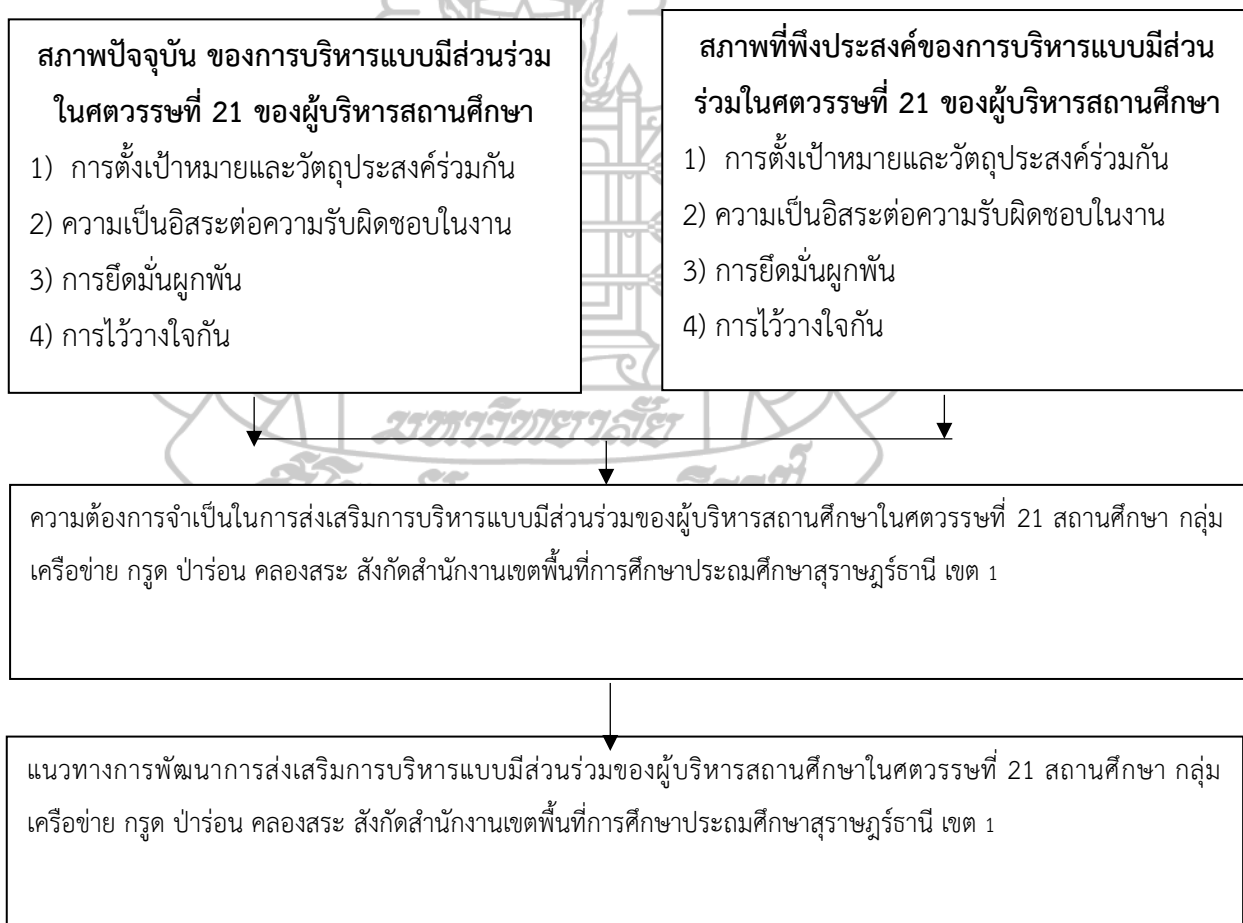 สภาพปัจจุบัน ของการบริหารแบบมีส่วนร่วม
ในศตวรรษที่ 21 ของผู้บริหารสถานศึกษา
1) การตั้งเป้าหมายและวัตถุประสงค์ร่วมกัน
2) ความเป็นอิสระต่อความรับผิดชอบในงาน
3) การยึดมั่นผูกพัน
4) การไว้วางใจกัน
สภาพที่พึงประสงค์ของการบริหารแบบมีส่วน
ร่วมในศตวรรษที่ 21 ของผู้บริหารสถานศึกษา
1) การตั้งเป้าหมายและวัตถุประสงค์ร่วมกัน
2) ความเป็นอิสระต่อความรับผิดชอบในงาน
3) การยึดมั่นผูกพัน
4) การไว้วางใจกัน
มหาวิทยาลัย
ความต้องการจำเป็นในการส่งเสริมการบริหารแบบมีส่วนร่วมของผู้บริหารสถานศึกษาในศตวรรษที่ 21 สถานศึกษา กลุ่ม
เครือข่าย กรูด ป่าร่อน คลองสระ สังกัดสำนักงานเขตพื้นที่การศึกษาประถมศึกษาสุราษฎร์ธานี เขต 1
แนวทางการพัฒนาการส่งเสริมการบริหารแบบมีส่วนร่วมของผู้บริหารสถานศึกษาในศตวรรษที่ 21 สถานศึกษา กลุ่ม
เครือข่าย กรูด ป่าร่อน คลองสระ สังกัดสำนักงานเขตพื้นที่การศึกษาประถมศึกษาสุราษฎร์ธานี เขต 1